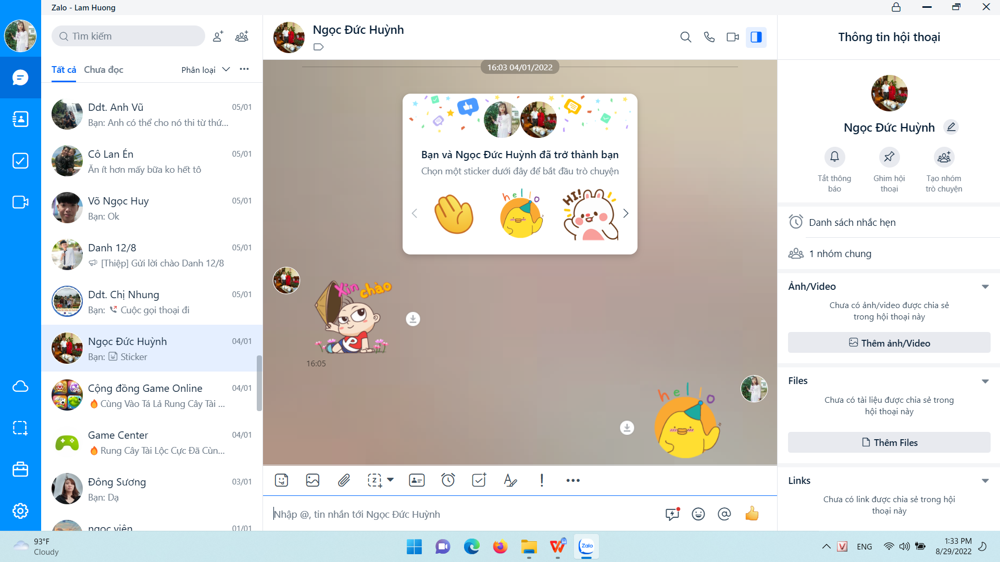 Zalo - Lam Huong
Tìm kiếm
Tất cả
Chưa đọc
Phân loại
Ddt. Anh Vũ
05/01
Bạn: Anh có thể cho nó thi từ thứ...
Cô Lan Én
05/01
Ăn ít hơn mấy bữa ko hết tô
Võ Ngọc Huy
05/01
Bạn: Ok
Danh 12/8
05/01
[Thiệp] Gửi lời chào Danh 12/8
Ddt. Chị Nhung
05/01
Bạn: Cuộc gọi thoại đi
Ngọc Đức Huỳnh
04/01
Bạn: Sticker
Cộng đồng Game Online
04/01
Cùng Vào Tá Lả Rung Cây Tài ...
Game Center
04/01
Rung Cây Tài Lộc Cực Đã Cùn...
Đông Sương
03/01
Bạn: Dạ
ngọc viên
01/01
Ngọc Đức Huỳnh
16:03 04/01/2022
Bạn và Ngọc Đức Huỳnh đã trở thành bạn
Chọn một sticker dưới đây để bắt đầu trò chuyện
hello
HI!
Xin chào
16:05
hello
Z
Nhập @, tin nhắn tới Ngọc Đức Huỳnh
Thông tin hội thoại
Ngọc Đức Huỳnh
Tắt thông
báo
Ghim hội
thoại
Tạo nhóm
trò chuyện
Danh sách nhắc hẹn
1 nhóm chung
Ảnh/Video
Chưa có ảnh/video được chia sẻ
trong hội thoại này
Thêm ảnh/Video
Files
Chưa có tài liệu được chia sẻ trong
hội thoại này
Thêm Files
Links
Chưa có link được chia sẻ trong hội
thoại này
93°F
Cloudy
Zalo
V
ENG
1:33 PM
8/29/2022